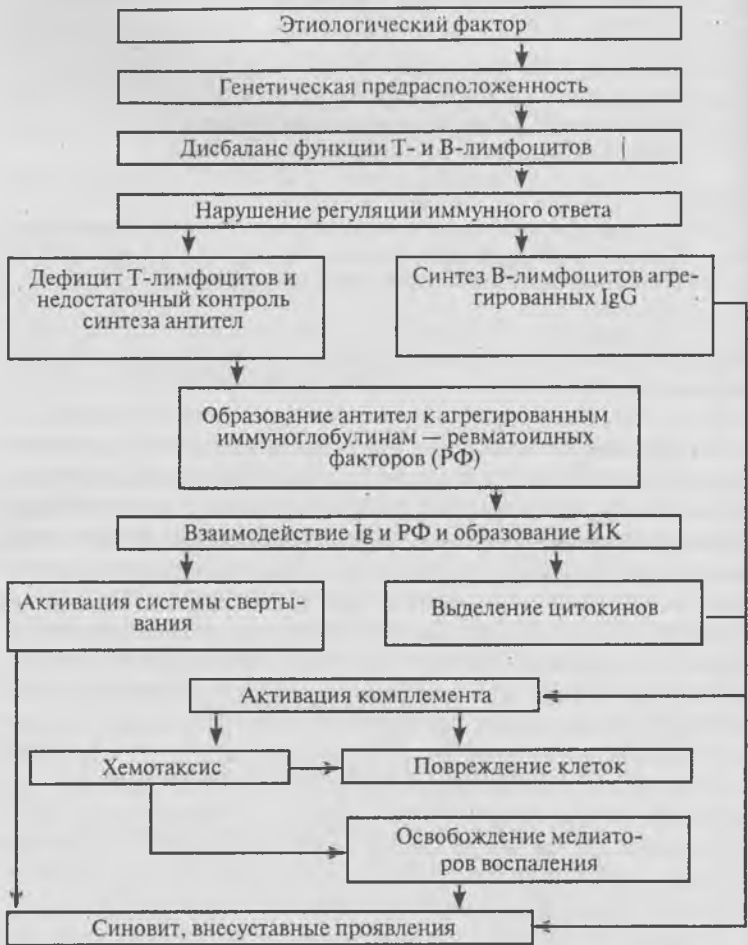 Этиологический фактор
Генетическая предрасположенность
Дисбаланс функции Т- и В-лимфоцитов
Нарушение регуляции иммунного ответа
Дефицит Т-лимфоцитов и
недостаточный контроль
синтеза антител
Синтез В-лимфоцитов агре-
гированных IgG
Образование антител к агрегированным
иммуноглобулинам — ревматоидных
факторов (РФ)
Взаимодействие Ig и РФ и образование ИК
Активация системы сверты-
вания
Выделение цитокинов
Активация комплемента
Хемотаксис
Повреждение клеток
Освобождение медиато-
ров воспаления
Синовит, внесуставные проявления